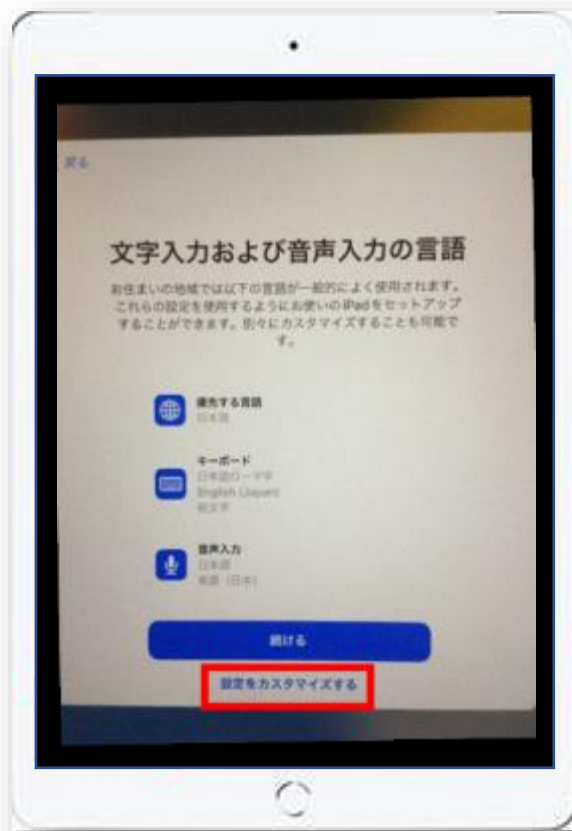 戻る
文字入力および音声入力の言語
お住まいの地域では以下の言語が一般的によく使用されます。
これらの設定を使用するようにお使いのiPadをセットアップ
することができます。別々にカスタマイズすることも可能で
す。
優先する言語
日本語
キーボード
日本語ローマ字
English (Japan)
絵文字
音声入力
日本語
英語（日本）
続ける
設定をカスタマイズする